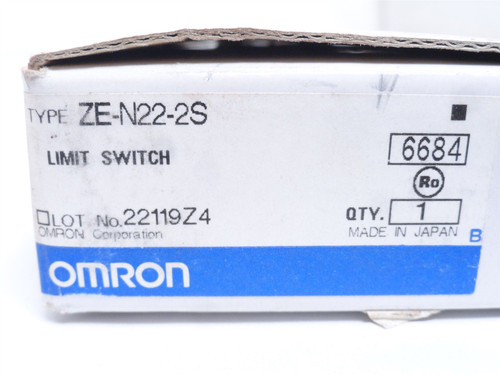 TYPE ZE-N22-2S
LIMIT SWITCH
6684
Ro
LOT No.22119Z4
QTY. 1
OMRON Corporation
MADE IN JAPAN
B
OMRON